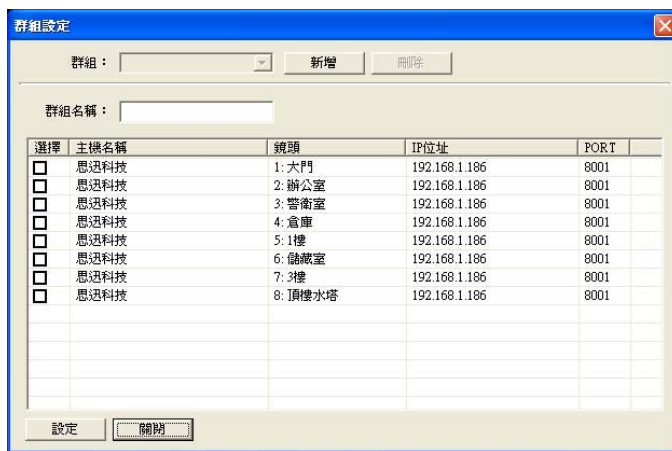 群組設定
群組： 新增 刪除
群組名稱：
選擇 主機名稱 鏡頭 IP位址 PORT
思迅科技 1: 大門 192.168.1.186 8001
思迅科技 2: 辦公室 192.168.1.186 8001
思迅科技 3: 警衛室 192.168.1.186 8001
思迅科技 4: 倉庫 192.168.1.186 8001
思迅科技 5: 1樓 192.168.1.186 8001
思迅科技 6: 儲藏室 192.168.1.186 8001
思迅科技 7: 3樓 192.168.1.186 8001
思迅科技 8: 頂樓水塔 192.168.1.186 8001
設定 關閉